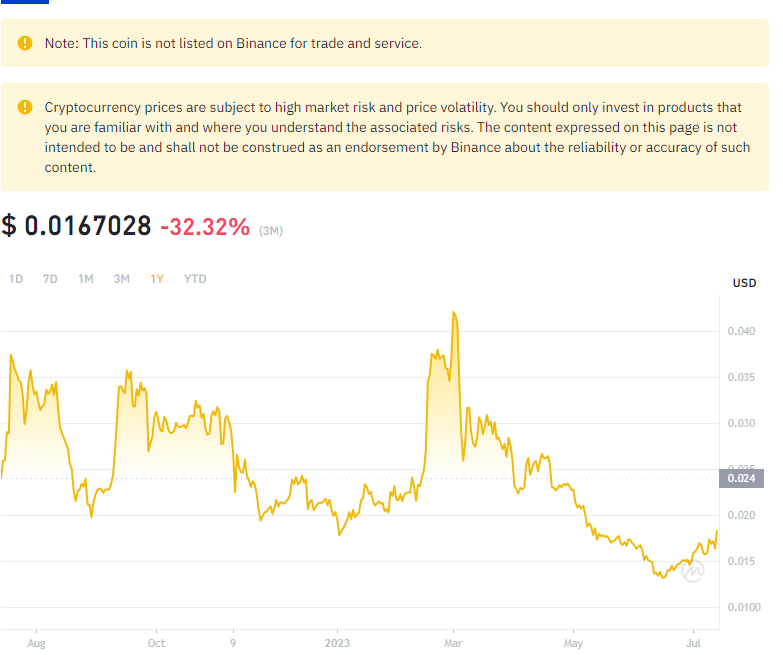 Note: This coin is not listed on Binance for trade and service.
Cryptocurrency prices are subject to high market risk and price volatility. You should only invest in products that
you are familiar with and where you understand the associated risks. The content expressed on this page is not
intended to be and shall not be construed as an endorsement by Binance about the reliability or accuracy of such
content.
$ 0.0167028 -32.32% (3M)
1D 7D 1M 3M 1Y YTD
USD
0.040
0.035
0.030
0.025
0.024
0.020
0.015
0.0100
Aug Oct 9 2023 Mar May Jul